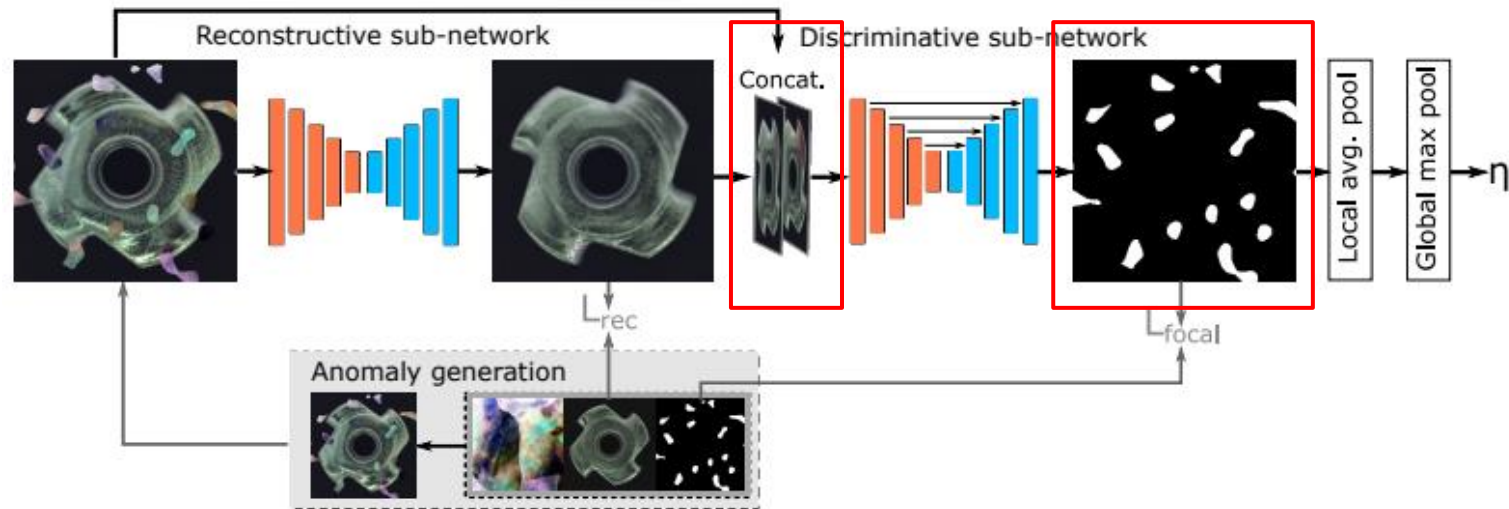 Reconstructive sub-network
Discriminative sub-network
Concat.
Local avg. pool
Global max pool
η
Lrec
Lfocal
Anomaly generation